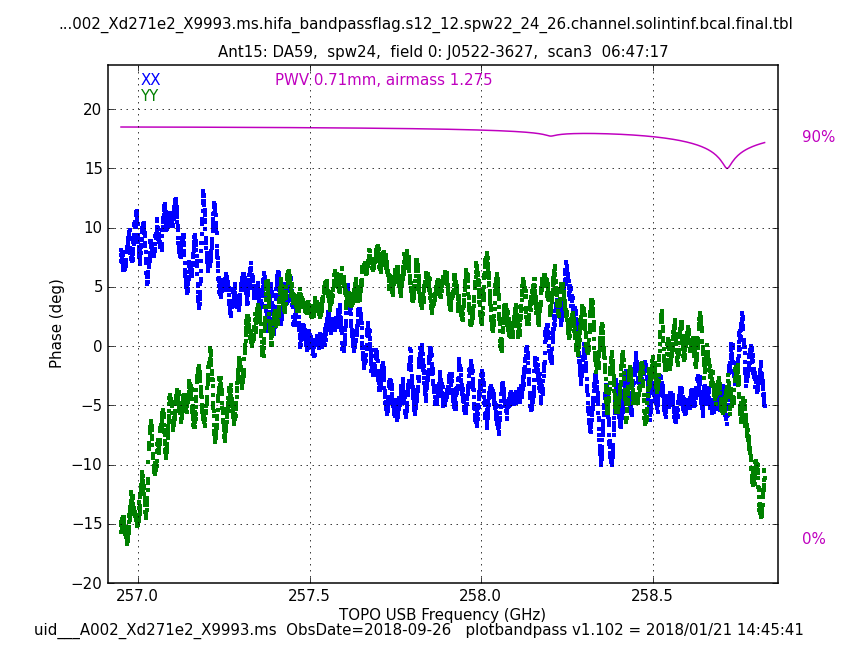 ...002_Xd271e2_X9993.ms.hifa_bandpassflag.s12_12.spw22_24_26.channel.solintinf.bcal.final.tbl
Ant15: DA59,  spw24,  field 0: J0522-3627,  scan3  06:47:17
XX
PWV 0.71mm, airmass 1.275
YY
20
15
10
5
0
−5
−10
−15
−20
Phase (deg)
90%
0%
257.0
257.5
258.0
258.5
TOPO USB Frequency (GHz)
uid___A002_Xd271e2_X9993.ms  ObsDate=2018-09-26   plotbandpass v1.102 = 2018/01/21 14:45:41